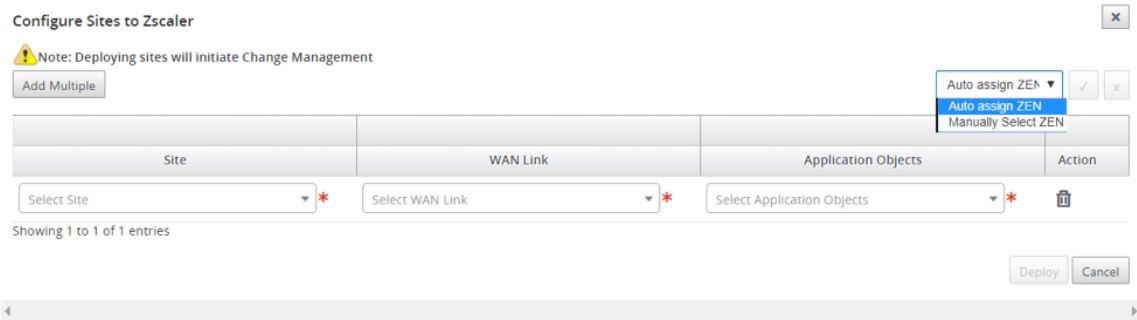 Configure Sites to Zscaler
x
Note: Deploying sites will initiate Change Management
Add Multiple
Auto assign ZEN
✓
x
Auto assign ZEN
Manually Select ZEN
Site WAN Link Application Objects Action
Select Site * Select WAN Link * Select Application Objects *
Showing 1 to 1 of 1 entries
Deploy Cancel